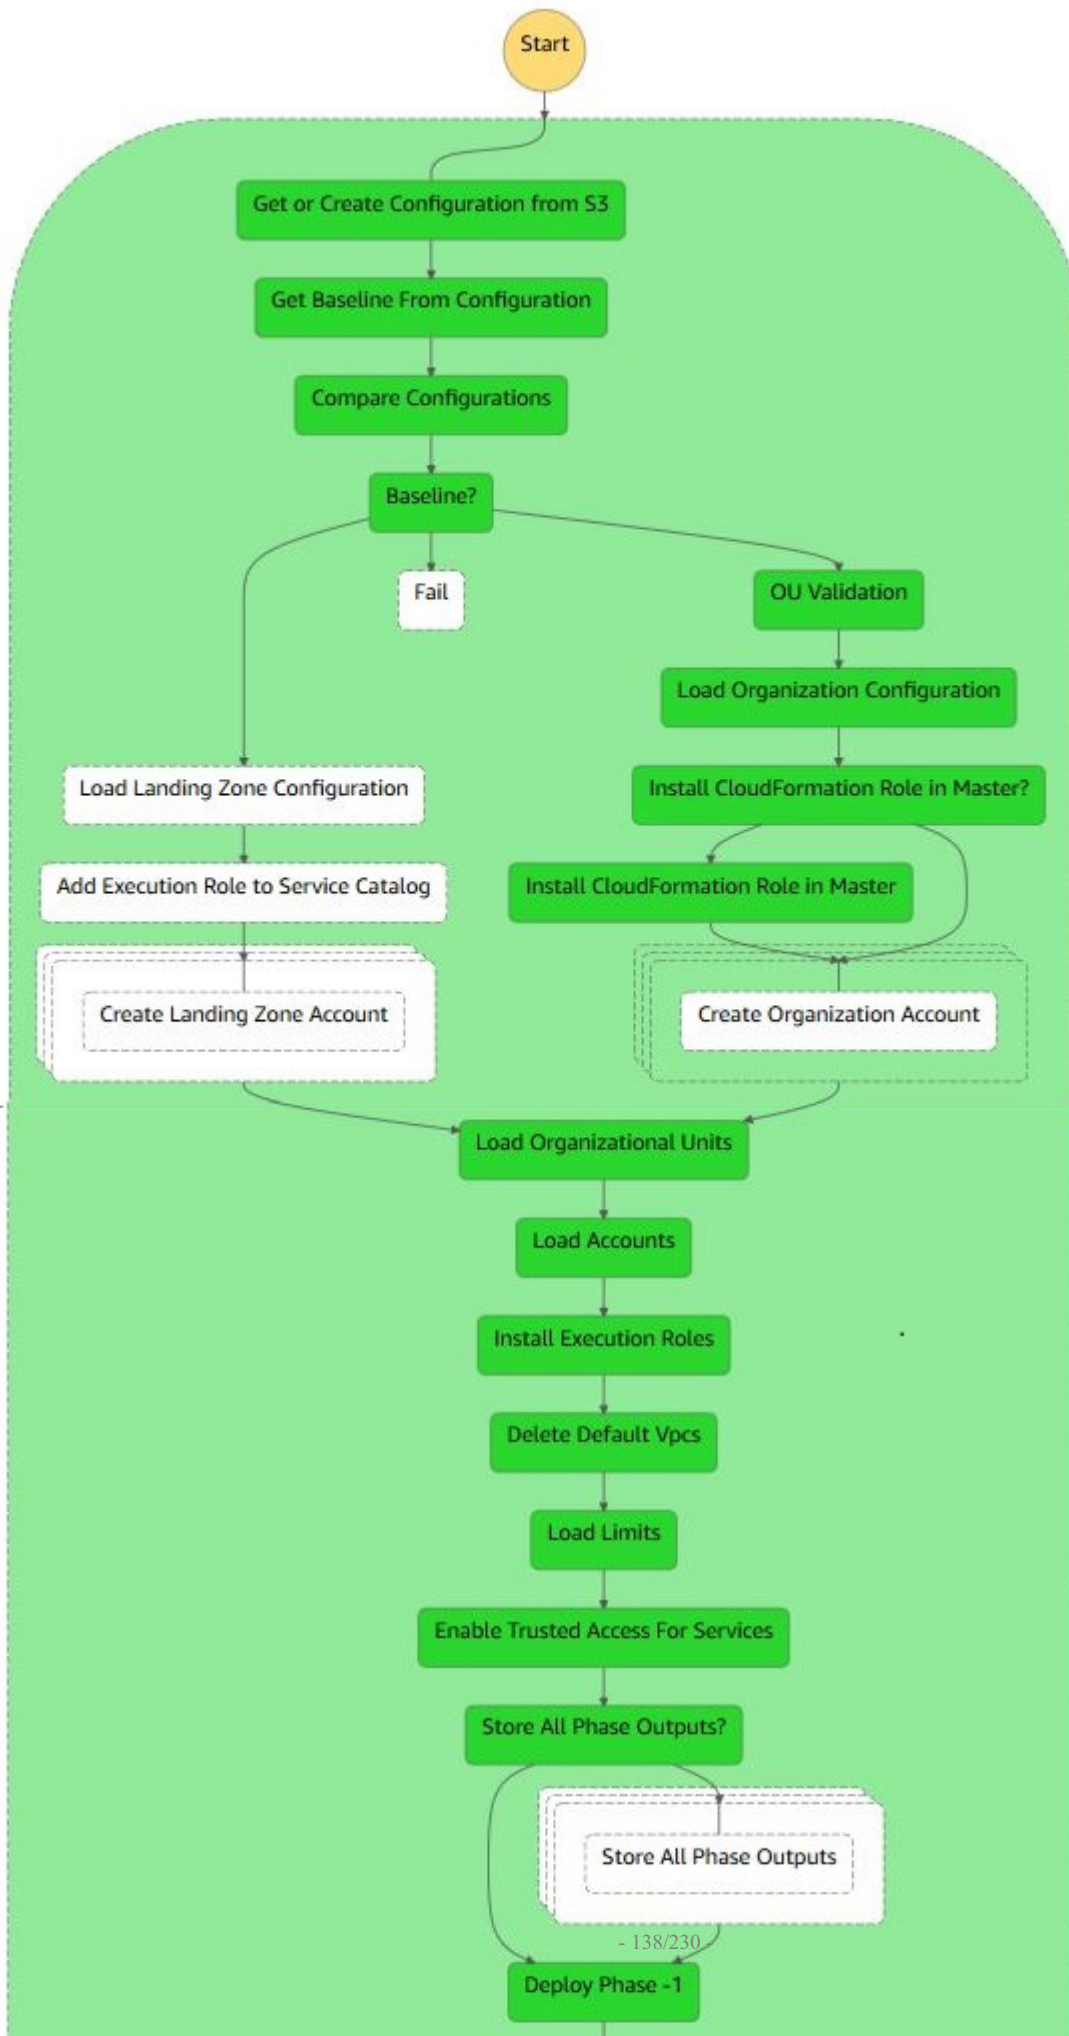 Start
Get or Create Configuration from S3
Get Baseline From Configuration
Compare Configurations
Baseline?
Fail
OU Validation
Load Organization Configuration
Load Landing Zone Configuration
Install CloudFormation Role in Master?
Add Execution Role to Service Catalog
Install CloudFormation Role in Master
Create Landing Zone Account
Create Organization Account
Load Organizational Units
Load Accounts
Install Execution Roles
Delete Default Vpcs
Load Limits
Enable Trusted Access For Services
Store All Phase Outputs?
Store All Phase Outputs
- 138/230 -
Deploy Phase -1